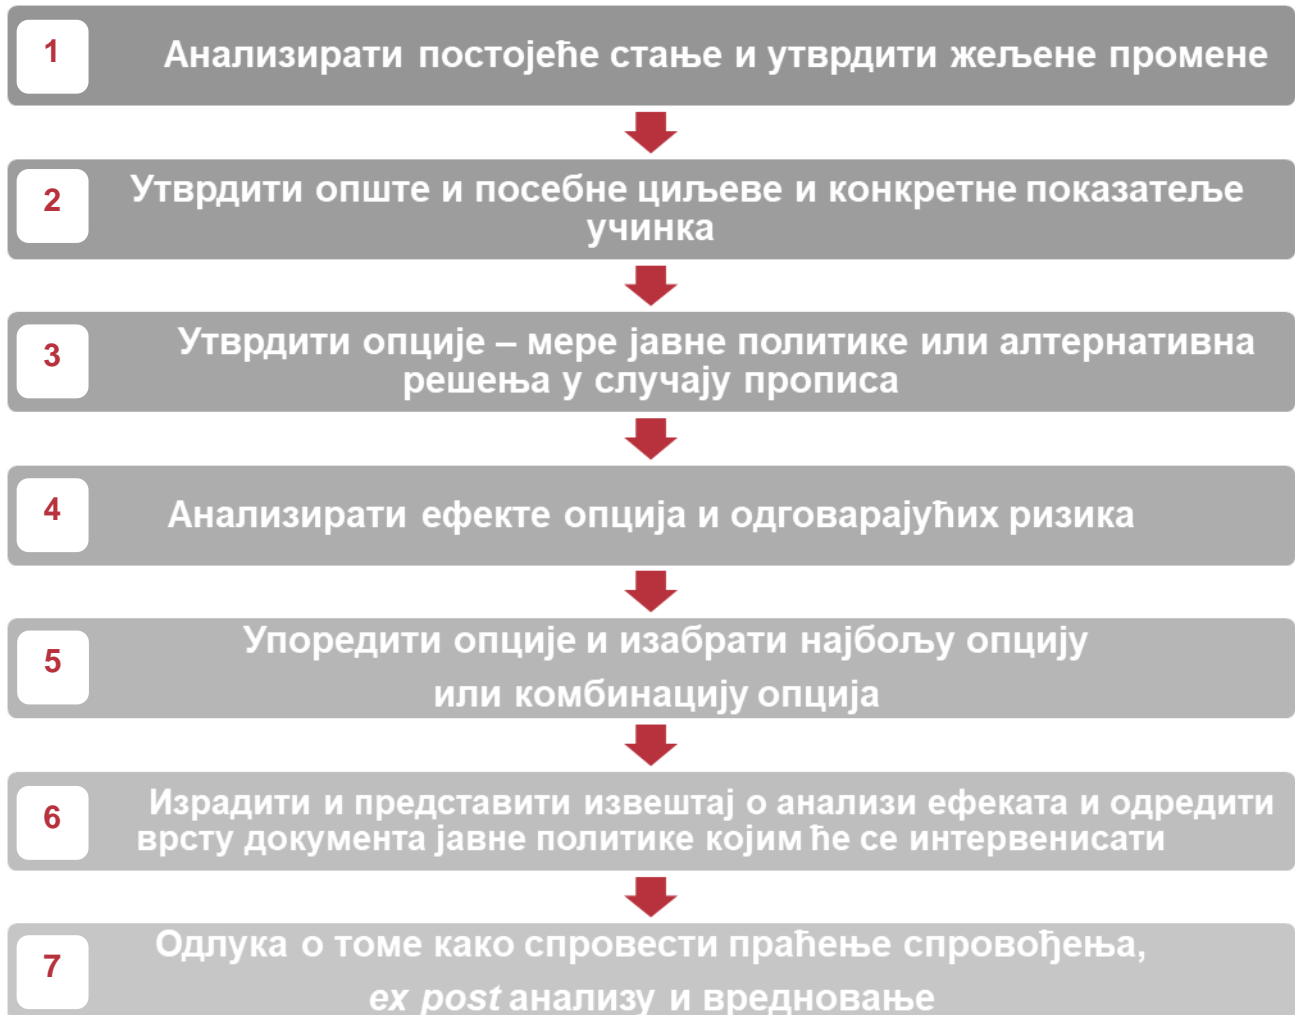 1
Анализирати постојеће стање и утврдити жељене промене
2
Утврдити опште и посебне циљеве и конкретне показатеље
учинка
3
Утврдити опције – мере јавне политике или алтернативна
решења у случају прописа
4
Анализирати ефекте опција и одговарајућих ризика
5
Упоредити опције и изабрати најбољу опцију
или комбинацију опција
6
Израдити и представити извештај о анализи ефеката и одредити
врсту документа јавне политике којим ће се интервенисати
7
Одлука о томе како спровести праћење спровођења,
ex post анализу и вредновање